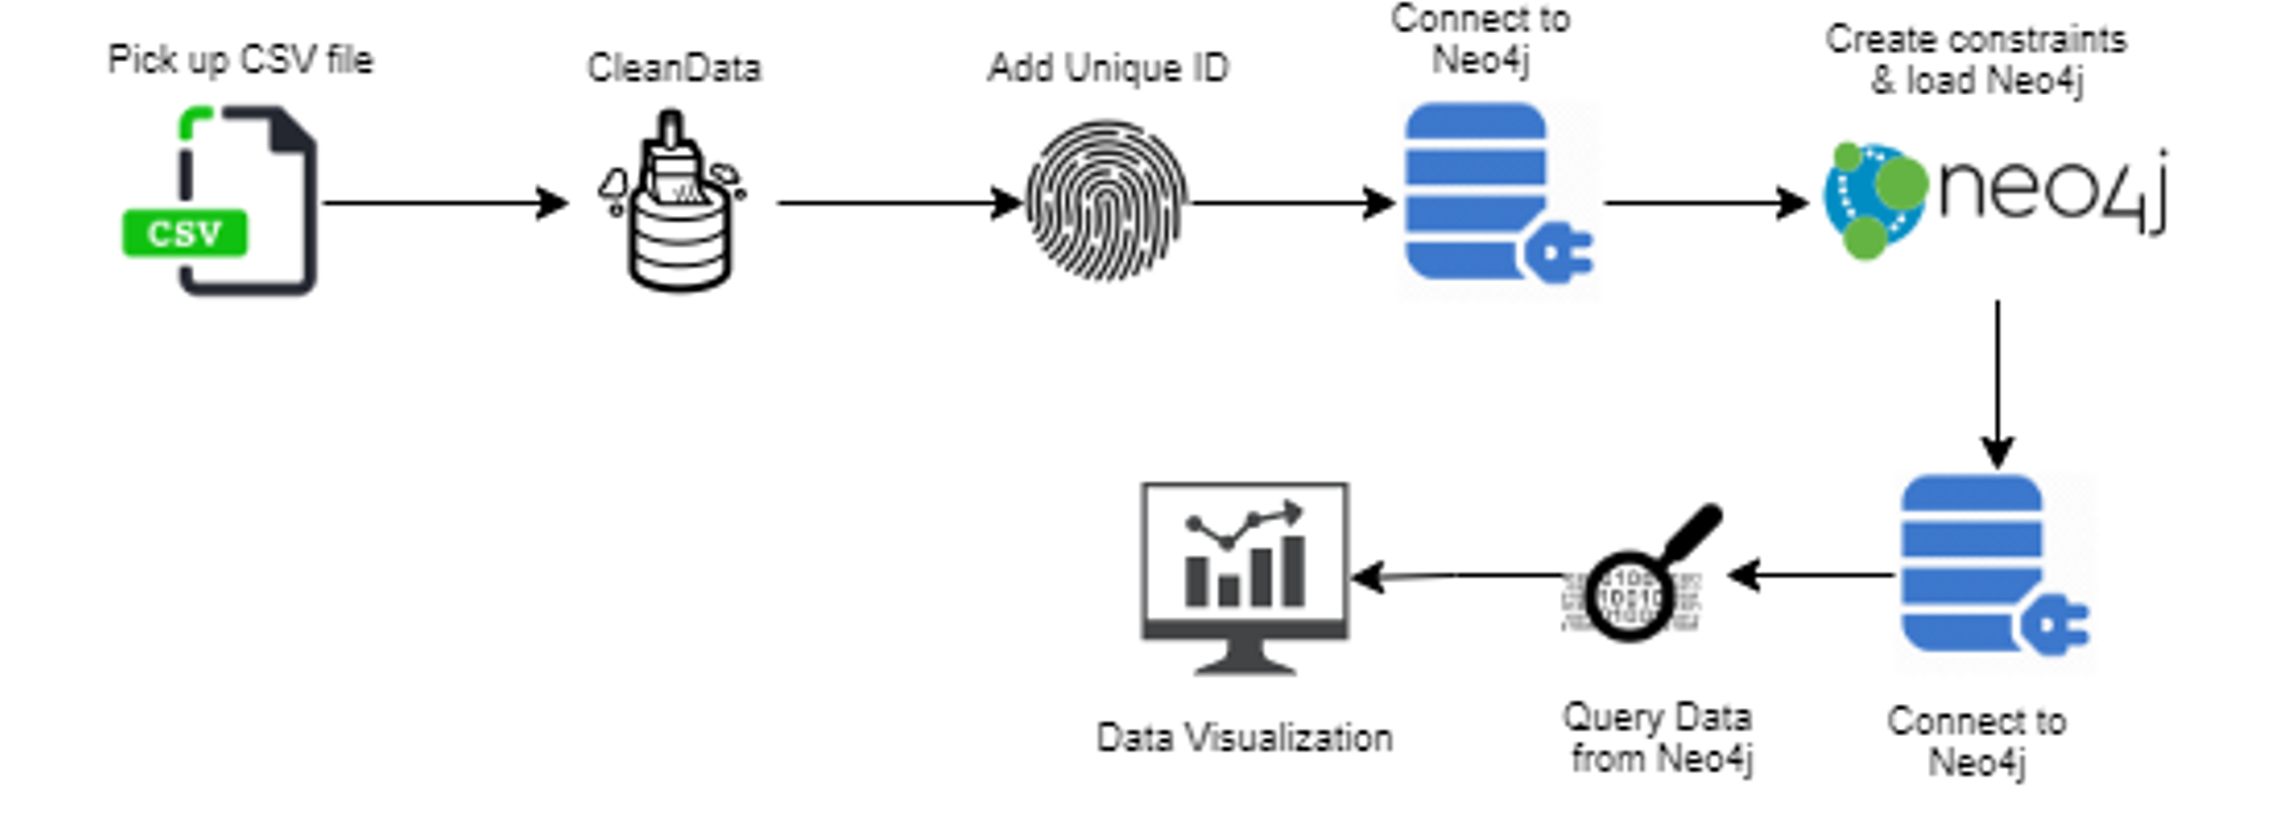 Pick up CSV file
CSV
CleanData
Add Unique ID
Connect to
Neo4j
Create constraints
& load Neo4j
neo4j
Connect to
Neo4j
Query Data
from Neo4j
Data Visualization